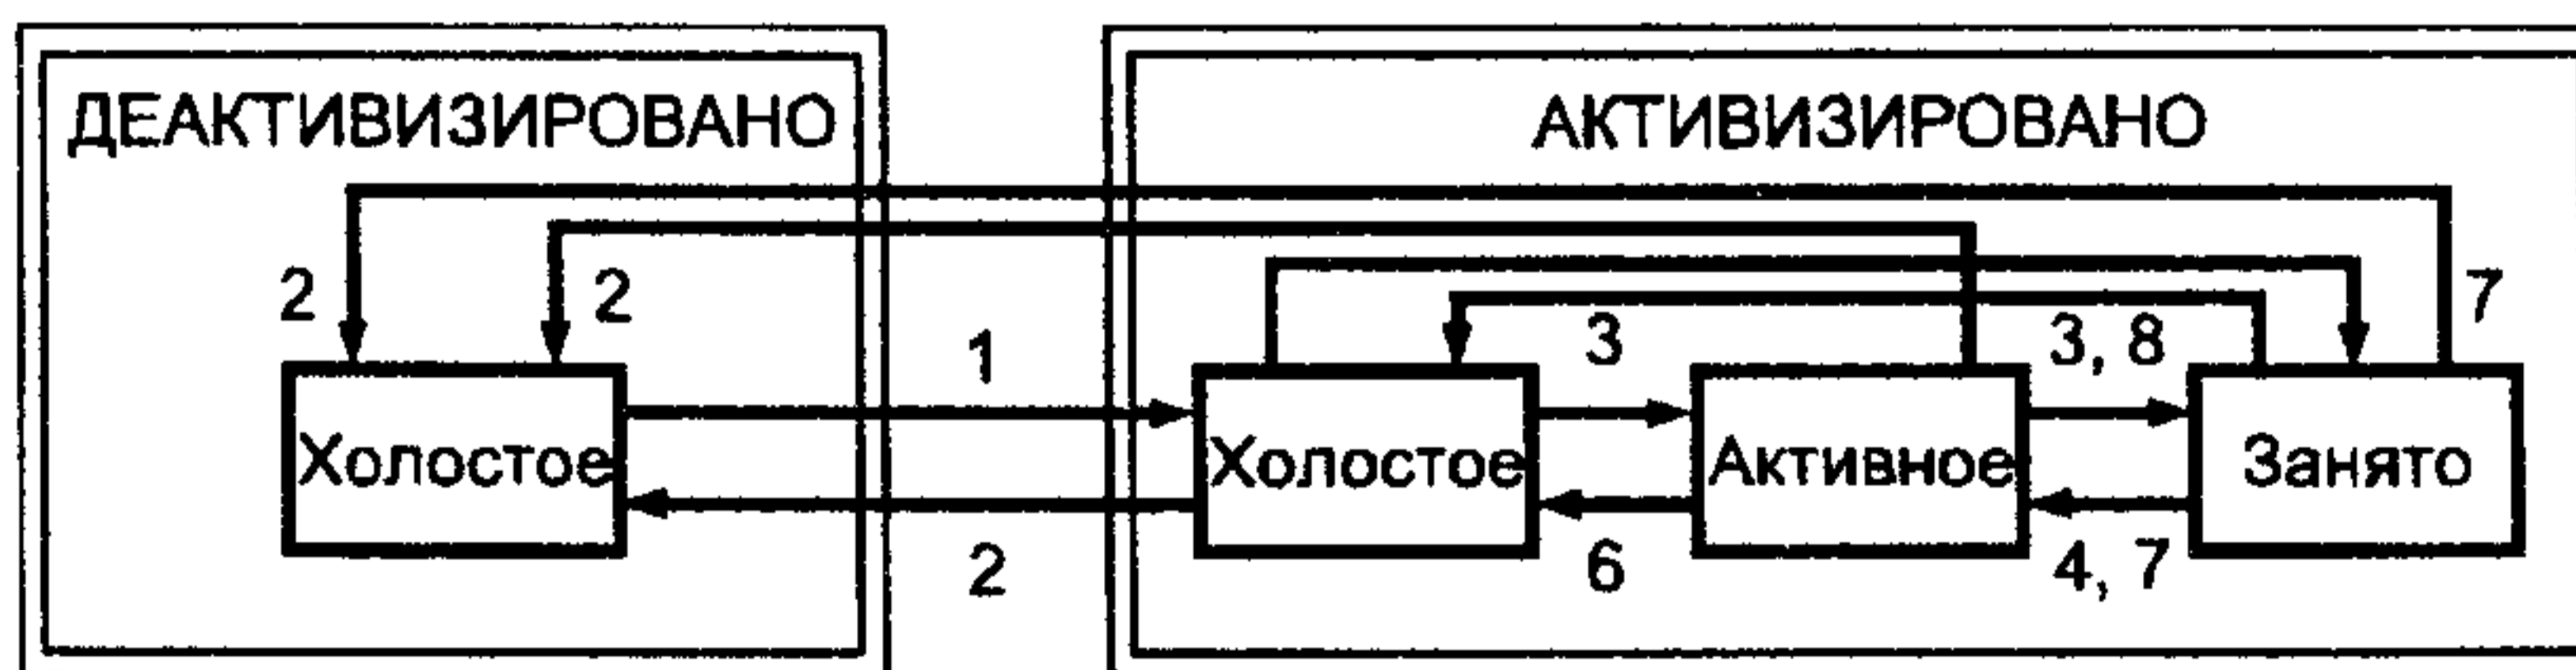 ДЕАКТИВИЗИРОВАНО
АКТИВИЗИРОВАНО
2
2
1
3
3, 8
7
Холостое
Холостое
Активное
Занято
2
6
4, 7